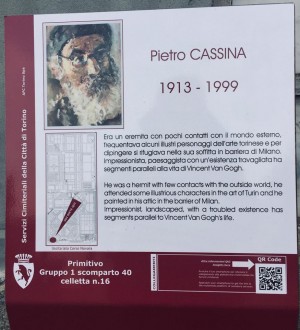 Pietro CASSINA
1913 - 1999
Era un eremita con pochi contatti con il mondo esterno,
frequentava alcuni illustri personaggi dell'arte torinese e per
dipingere si rifugiava nella sua soffitta in barriera di Milano.
Impressionista, paesaggista con un'esistenza travagliata ha
segmenti paralleli alla vita di Vincent Van Gogh.
He was a hermit with few contacts with the outside world, he
attended some illustrious characters in the art of Turin and he
painted in his attic in the barrier of Milan.
Impressionist, landscaped, with a troubled existence has
segments parallel to Vincent Van Gogh's life.
Servizi Cimiteriali della Città di Torino
Primitivo
Gruppo 1 scomparto 40
celletta n.16
QR Code